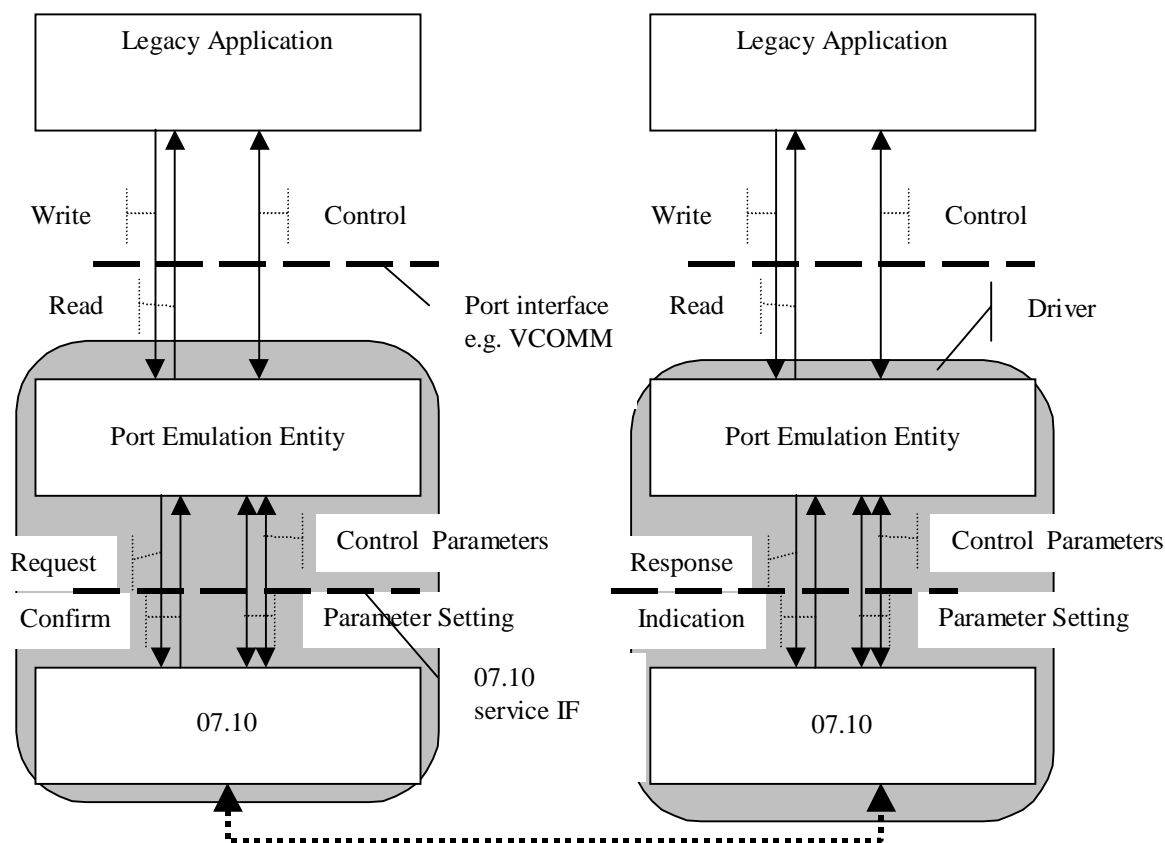 Legacy Application
Legacy Application
Write
Control
Write
Control
Read
Port interface
e.g. VCOMM
Read
Driver
Port Emulation Entity
Port Emulation Entity
Request
Control Parameters
Response
Control Parameters
Confirm
Parameter Setting
Indication
Parameter Setting
07.10
07.10
service IF
07.10